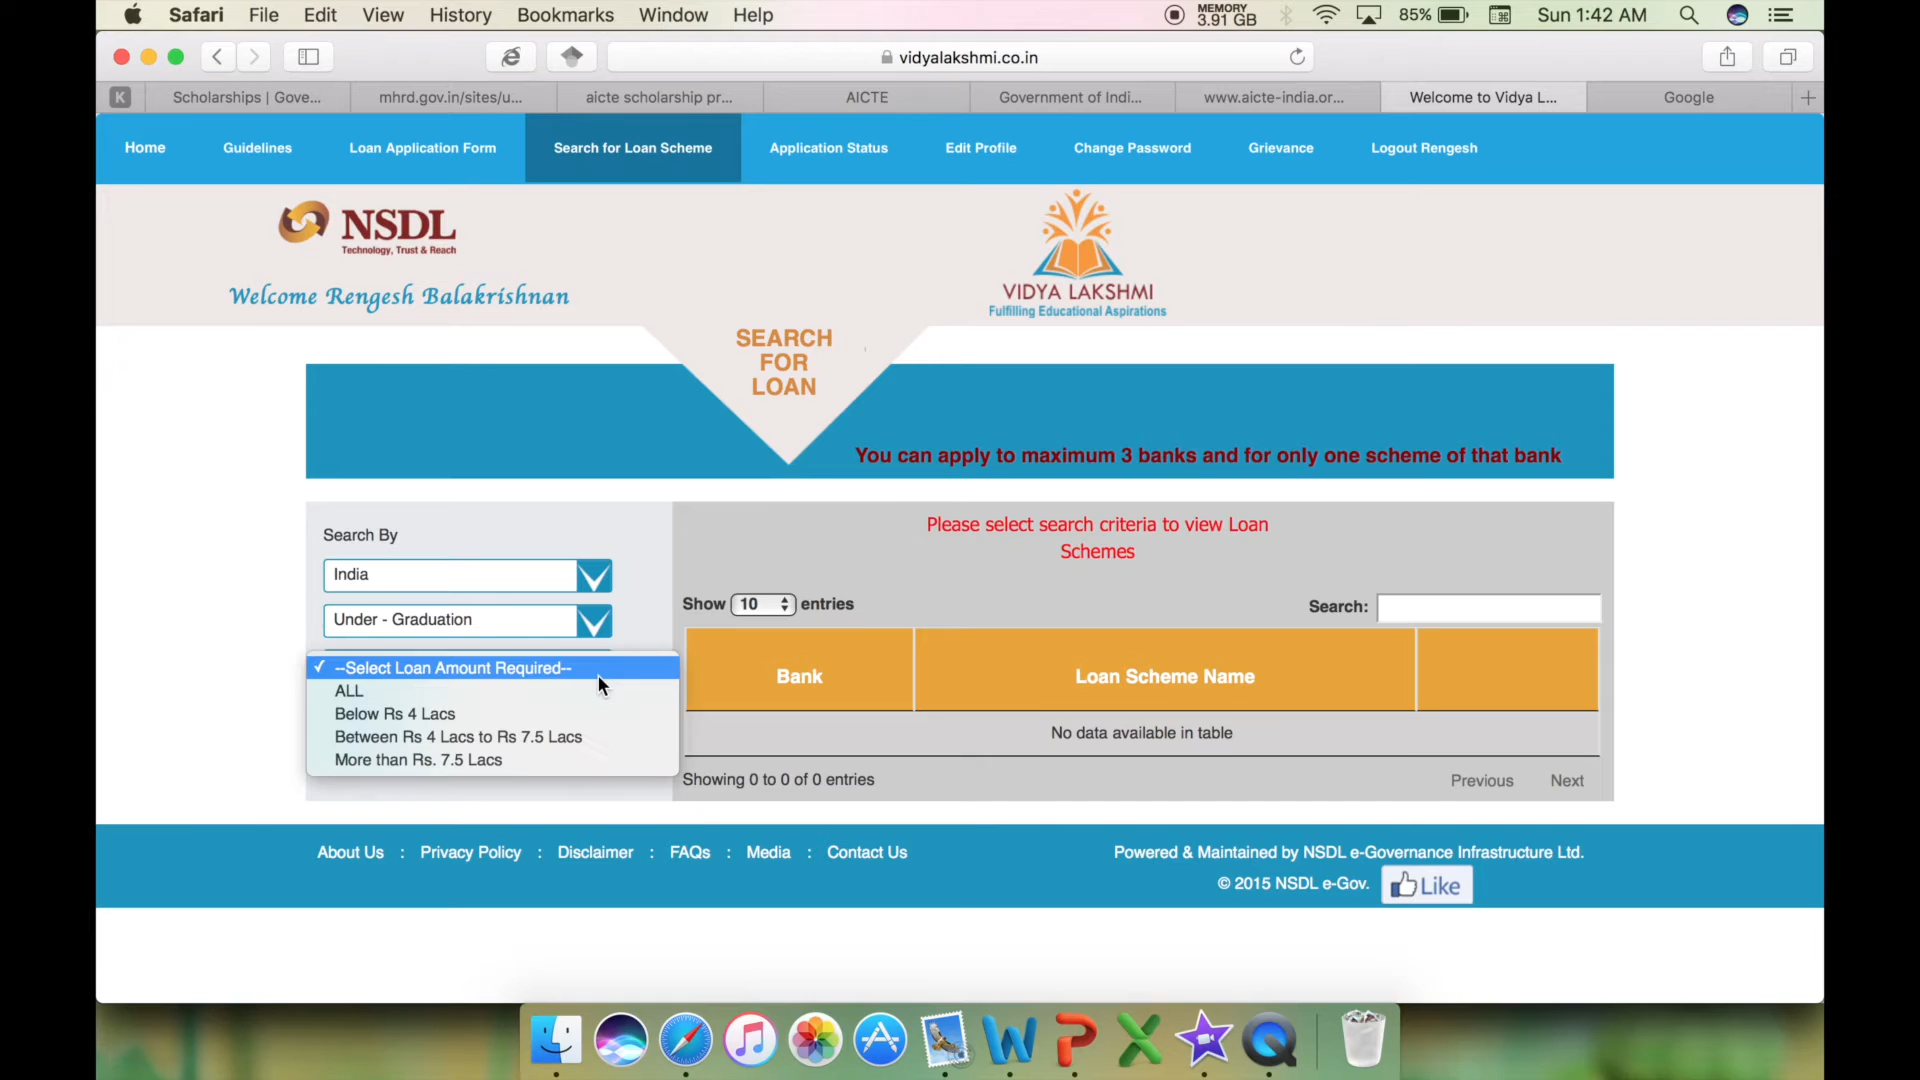 Safari File Edit View History Bookmarks Window Help MEMORY 3.91 GB 85% Sun 1:42 AM
vidyalakshmi.co.in
K Scholarships | Gove... mhrd.gov.in/sites/u... aicte scholarship pr... AICTE Government of Indi... www.aicte-india.or... Welcome to Vidya L... Google
Home Guidelines Loan Application Form Search for Loan Scheme Application Status Edit Profile Change Password Grievance Logout Rengesh
NSDL
Technology, Trust & Reach
Welcome Rengesh Balakrishnan
VIDYA LAKSHMI
Fulfilling Educational Aspirations
SEARCH
FOR
LOAN
You can apply to maximum 3 banks and for only one scheme of that bank
Search By
India
Under - Graduation
✓ --Select Loan Amount Required--
ALL
Below Rs 4 Lacs
Between Rs 4 Lacs to Rs 7.5 Lacs
More than Rs. 7.5 Lacs
Please select search criteria to view Loan
Schemes
Show 10 entries Search:
Bank Loan Scheme Name
No data available in table
Showing 0 to 0 of 0 entries Previous Next
About Us : Privacy Policy : Disclaimer : FAQs : Media : Contact Us
Powered & Maintained by NSDL e-Governance Infrastructure Ltd.
© 2015 NSDL e-Gov. Like